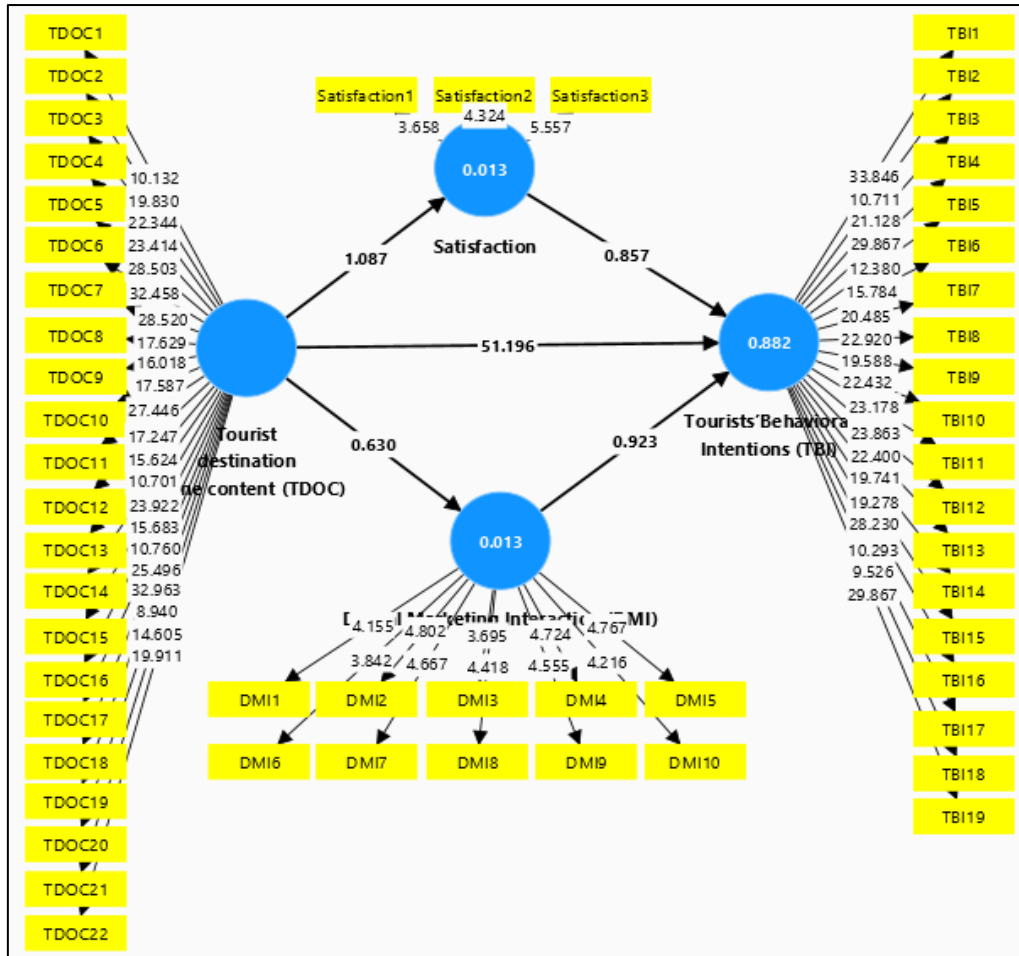 TDOC1
TDOC2
TDOC3
TDOC4
TDOC5
TDOC6
TDOC7
TDOC8
TDOC9
TDOC10
TDOC11
TDOC12
TDOC13
TDOC14
TDOC15
TDOC16
TDOC17
TDOC18
TDOC19
TDOC20
TDOC21
TDOC22
10.132
19.830
22.344
23.414
28.503
32.458
28.520
17.629
16.018
17.587
27.446
17.247
15.624
10.701
23.922
15.683
10.760
25.496
32.963
8.940
14.605
19.911
Tourist
destination
ne content (TDOC)
Satisfaction1 Satisfaction2 Satisfaction3
3.658 4.324 5.557
0.013
Satisfaction
1.087
0.857
51.196
0.630
0.923
0.013
Marketing (MI)
4.155 4.802 3.695 4.724 4.767
3.842 4.667 4.418 4.555 4.216
DMI1 DMI2 DMI3 DMI4 DMI5
DMI6 DMI7 DMI8 DMI9 DMI10
0.882
Tourists'Behaviora
Intentions (TBI)
33.846
10.711
21.128
29.867
12.380
15.784
20.485
22.920
19.588
22.432
23.178
23.863
22.400
19.741
19.278
28.230
10.293
9.526
29.867
TBI1
TBI2
TBI3
TBI4
TBI5
TBI6
TBI7
TBI8
TBI9
TBI10
TBI11
TBI12
TBI13
TBI14
TBI15
TBI16
TBI17
TBI18
TBI19